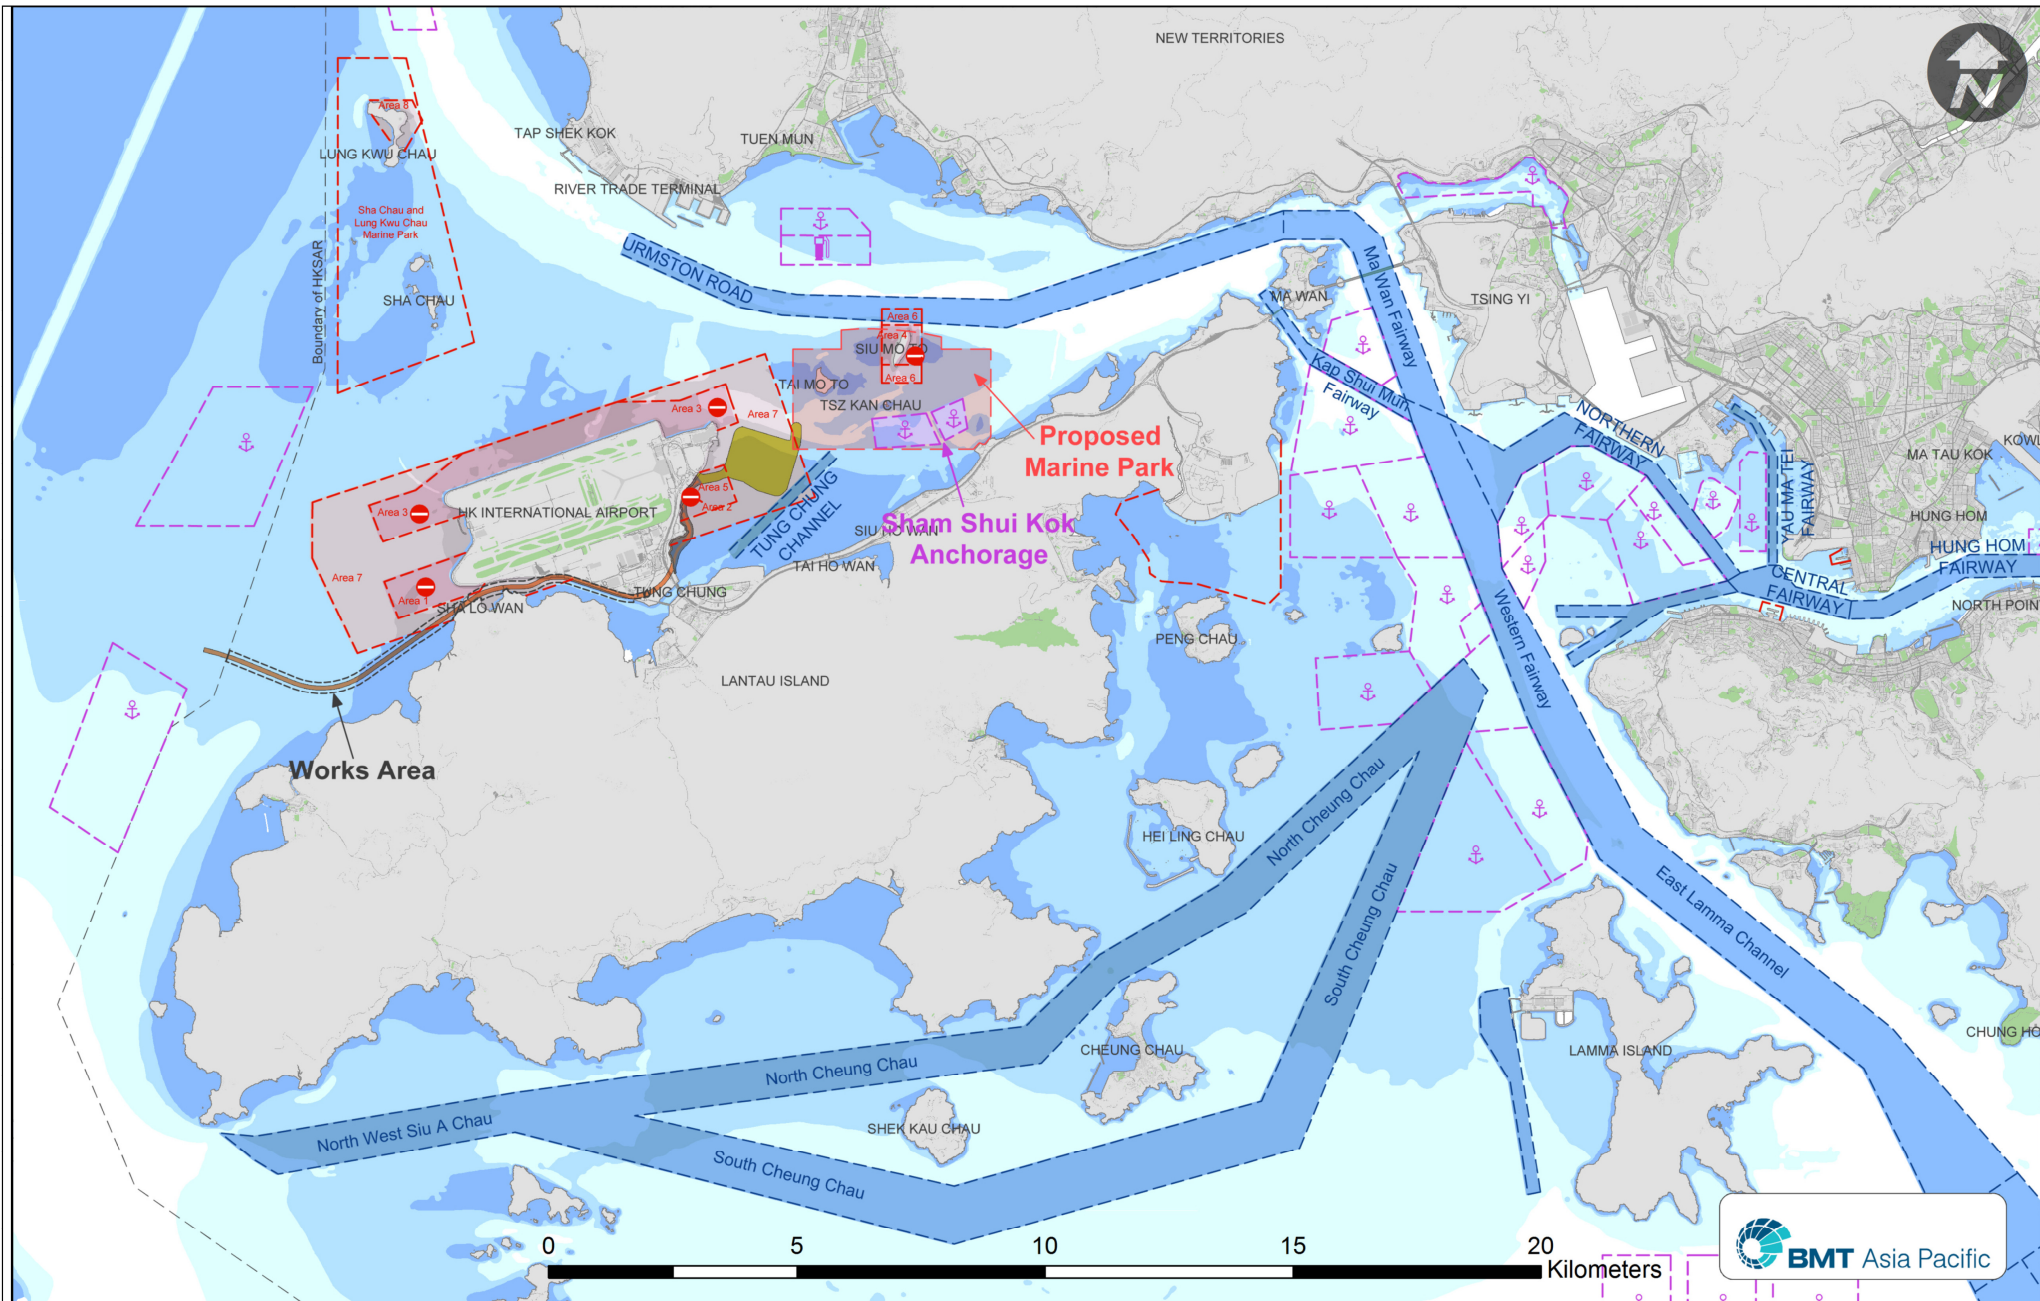 NEW TERRITORIES
N
Area 8
LUNG KWU CHAU
TAP SHEK KOK
TUEN MUN
RIVER TRADE TERMINAL
Sha Chau and
Lung Kwu Chau
Marine Park
Boundary of HKSAR
SHA CHAU
URMSTON ROAD
MA WAN
Ma Wan Fairway
TSING YI
Area 6
Area 4
SIU MO TO
Area 6
TAI MO TO
TSZ KAN CHAU
Kap Shui Mun
Fairway
Area 3
Area 7
Proposed
Marine Park
NORTHERN
FAIRWAY
MA TAU KOK
YAU MA TEI
FAIRWAY
Area 5
Area 2
Area 3
HK INTERNATIONAL AIRPORT
TUNG CHUNG
CHANNEL
Sham Shui Kok
Anchorage
SIU HO WAN
TAI HO WAN
HUNG HOM
HUNG HOM
FAIRWAY
CENTRAL
FAIRWAY
NORTH POIN
Area 7
Area 1
SHA LO WAN
TUNG CHUNG
PENG CHAU
Western Fairway
LANTAU ISLAND
Works Area
HEI LING CHAU
North Cheung Chau
South Cheung Chau
East Lamma Channel
CHUNG HO
LAMMA ISLAND
CHEUNG CHAU
North Cheung Chau
North West Siu A Chau
SHEK KAU CHAU
South Cheung Chau
0 5 10 15 20
Kilometers
BMT Asia Pacific